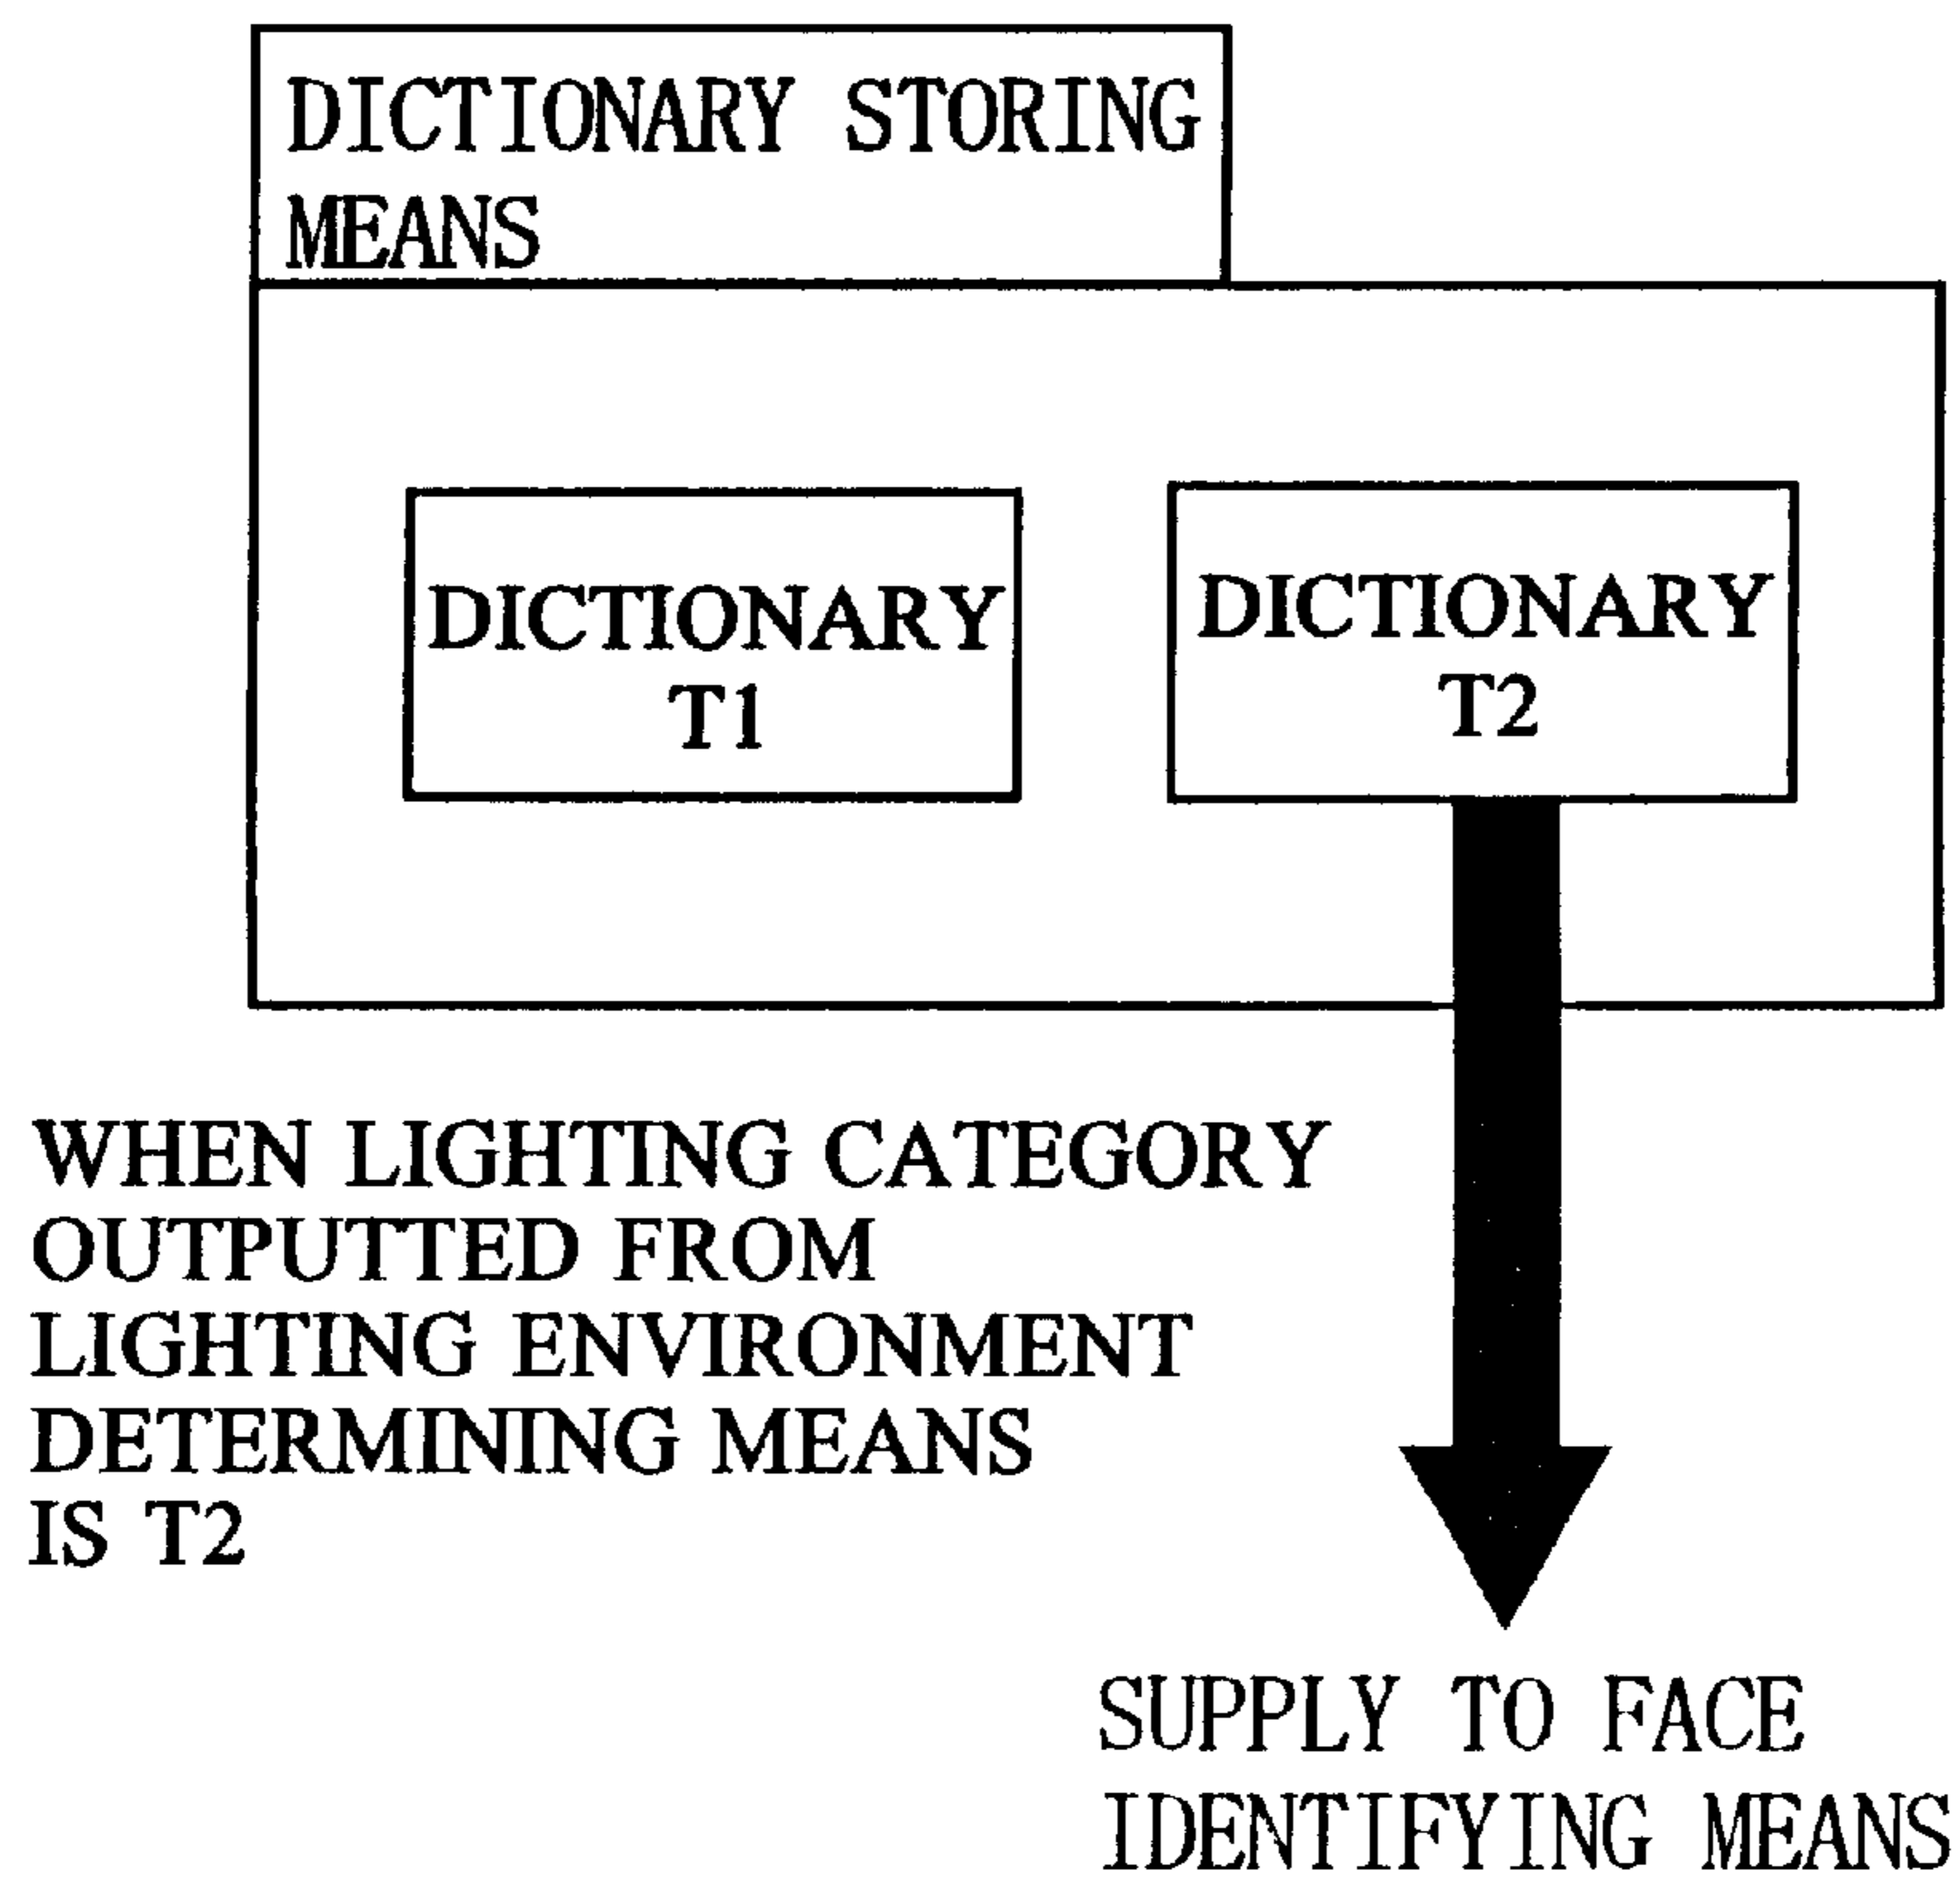 DICTIONARY STORING
MEANS
DICTIONARY
T1
DICTIONARY
T2
WHEN LIGHTING CATEGORY
OUTPUTTED FROM
LIGHTING ENVIRONMENT
DETERMINING MEANS
IS T2
SUPPLY TO FACE
IDENTIFYING MEANS